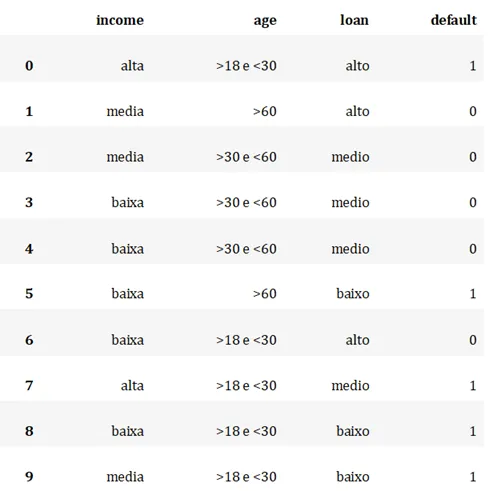 income age loan default
0 alta >18 e <30 alto 1
1 media >60 alto 0
2 media >30 e <60 medio 0
3 baixa >30 e <60 medio 0
4 baixa >30 e <60 medio 0
5 baixa >60 baixo 1
6 baixa >18 e <30 alto 0
7 alta >18 e <30 medio 1
8 baixa >18 e <30 baixo 1
9 media >18 e <30 baixo 1